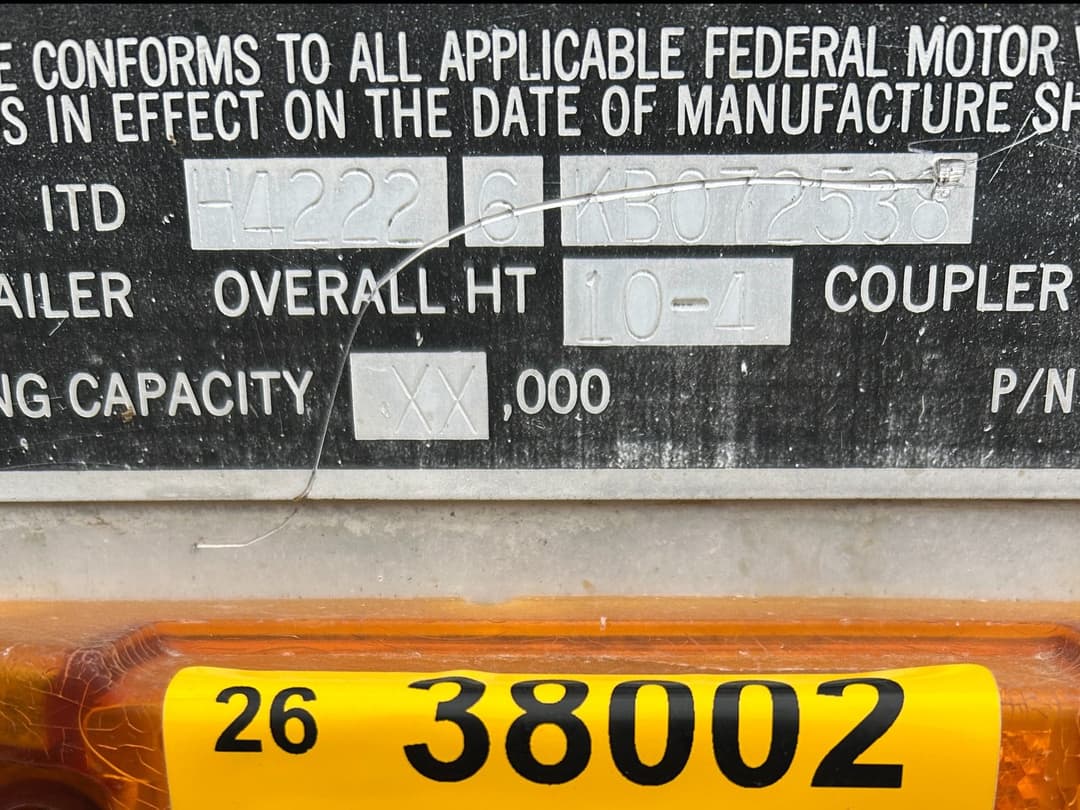 E CONFORMS TO ALL APPLICABLE FEDERAL MOTOR V
S IN EFFECT ON THE DATE OF MANUFACTURE SH
ITD H4222 6 KB072538
AILER OVERALL HT 10-4 COUPLER
NG CAPACITY XX ,000 P/N
26 38002